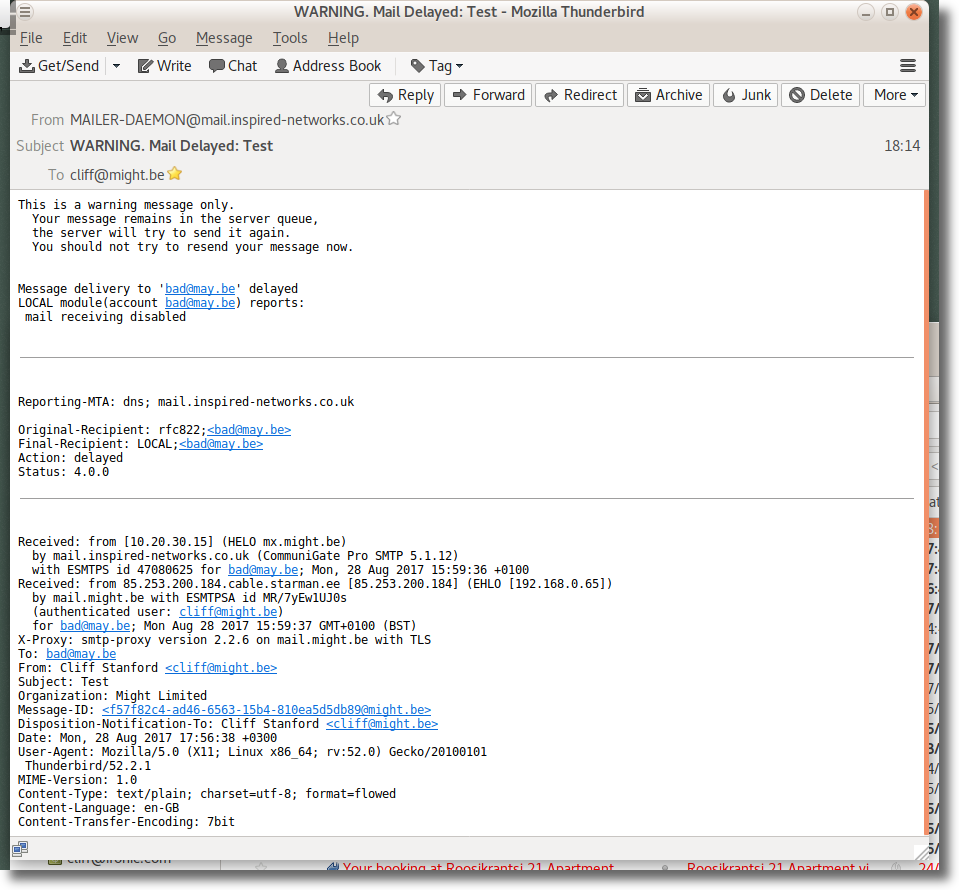 WARNING. Mail Delayed: Test - Mozilla Thunderbird
File Edit View Go Message Tools Help
Get/Send Write Chat Address Book Tag
Reply Forward Redirect Archive Junk Delete More
From MAILER-DAEMON@mail.inspired-networks.co.uk
Subject WARNING. Mail Delayed: Test 18:14
To cliff@might.be
This is a warning message only.
Your message remains in the server queue,
the server will try to send it again.
You should not try to resend your message now.
Message delivery to 'bad@may.be' delayed
LOCAL module(account bad@may.be) reports:
mail receiving disabled
Reporting-MTA: dns; mail.inspired-networks.co.uk
Original-Recipient: rfc822;<bad@may.be>
Final-Recipient: LOCAL;<bad@may.be>
Action: delayed
Status: 4.0.0
Received: from [10.20.30.15] (HELO mx.might.be)
by mail.inspired-networks.co.uk (CommuniGate Pro SMTP 5.1.12)
with ESMTPS id 47080625 for bad@may.be; Mon, 28 Aug 2017 15:59:36 +0100
Received: from 85.253.200.184.cable.starman.ee [85.253.200.184] (EHLO [192.168.0.65])
by mail.might.be with ESMTPSA id MR/7yEw1UJ0s
(authenticated user: cliff@might.be)
for bad@may.be; Mon Aug 28 2017 15:59:37 GMT+0100 (BST)
X-Proxy: smtp-proxy version 2.2.6 on mail.might.be with TLS
To: bad@may.be
From: Cliff Stanford <cliff@might.be>
Subject: Test
Organization: Might Limited
Message-ID: <f57f82c4-ad46-6563-15b4-810ea5d5db89@might.be>
Disposition-Notification-To: Cliff Stanford <cliff@might.be>
Date: Mon, 28 Aug 2017 17:56:38 +0300
User-Agent: Mozilla/5.0 (X11; Linux x86_64; rv:52.0) Gecko/20100101
Thunderbird/52.2.1
MIME-Version: 1.0
Content-Type: text/plain; charset=utf-8; format=flowed
Content-Language: en-GB
Content-Transfer-Encoding: 7bit
cliff@ironic.com Your booking at Roosikrantsi 21 Apartment Roosikrantsi 21 Apartment vi 24/